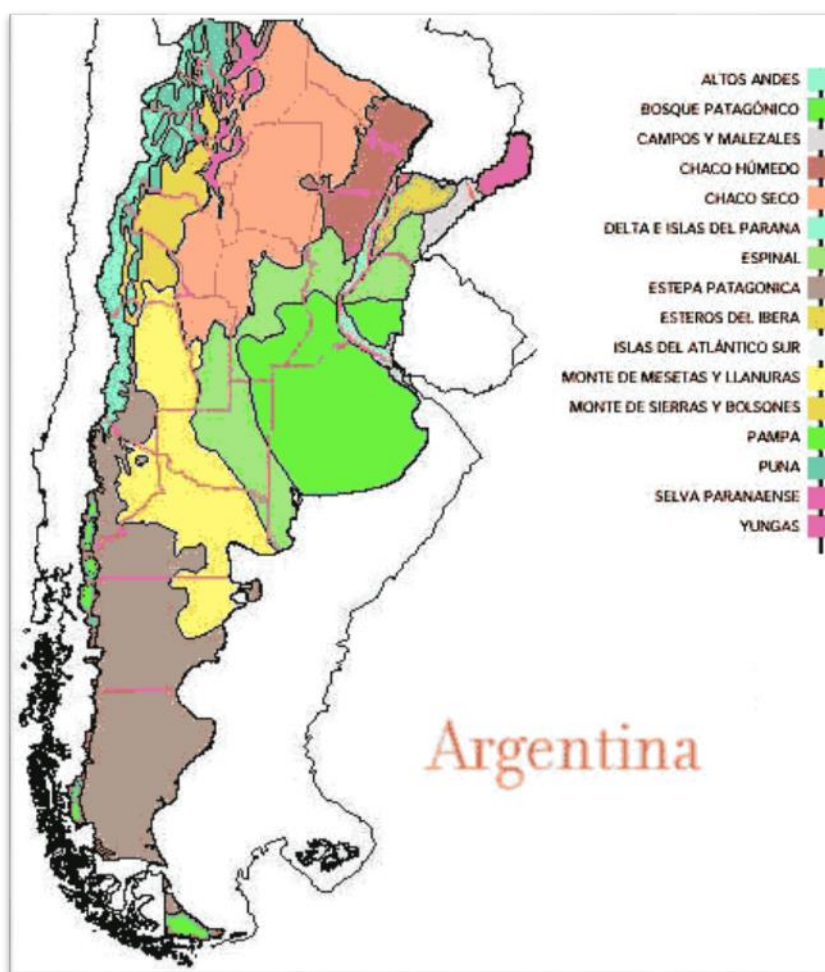 ALTOS ANDES
BOSQUE PATAGÓNICO
CAMPOS Y MALEZALES
CHACO HÚMEDO
CHACO SECO
DELTA E ISLAS DEL PARANA
ESPINAL
ESTEPA PATAGONICA
ESTEROS DEL IBERA
ISLAS DEL ATLÁNTICO SUR
MONTE DE MESETAS Y LLANURAS
MONTE DE SIERRAS Y BOLSONES
PAMPA
PUNA
SELVA PARANAENSE
YUNGAS
Argentina